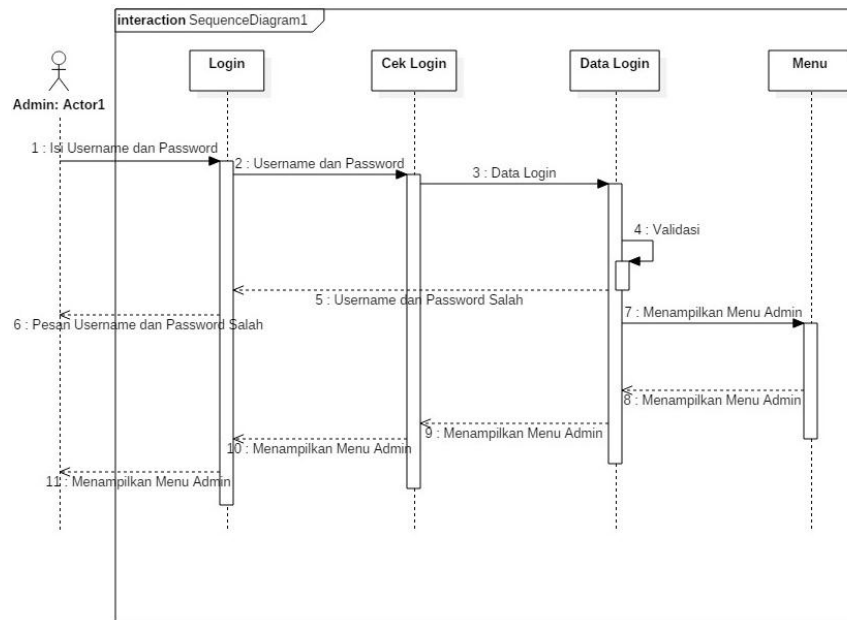 interaction SequenceDiagram1
Login
Cek Login
Data Login
Menu
Admin: Actor1
1 : Isi Username dan Password
2 : Username dan Password
3 : Data Login
4 : Validasi
5 : Username dan Password Salah
6 : Pesan Username dan Password Salah
7 : Menampilkan Menu Admin
8 : Menampilkan Menu Admin
9 : Menampilkan Menu Admin
10 : Menampilkan Menu Admin
11 : Menampilkan Menu Admin